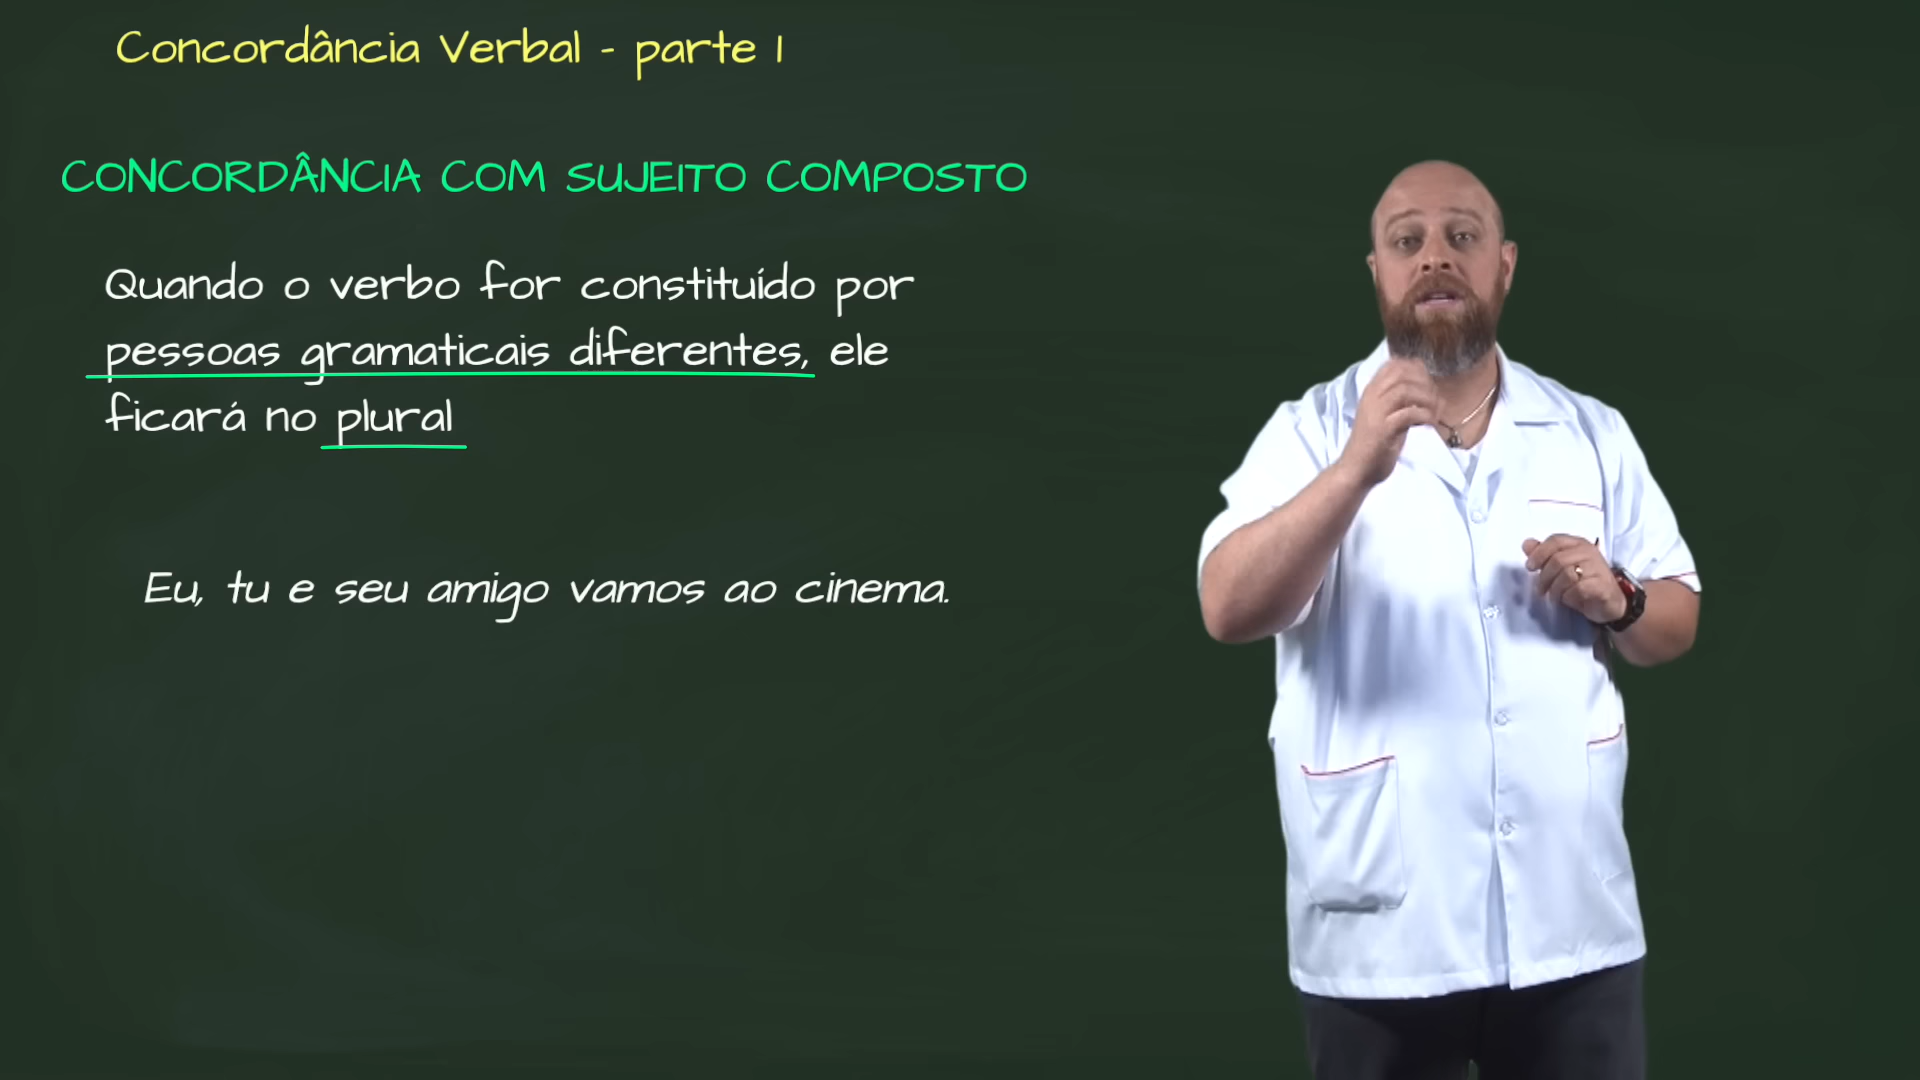 Concordância Verbal - parte I
CONCORDÂNCIA COM SUJEITO COMPOSTO
Quando o verbo for constituído por
pessoas gramaticais diferentes, ele
ficará no plural
Eu, tu e seu amigo vamos ao cinema.